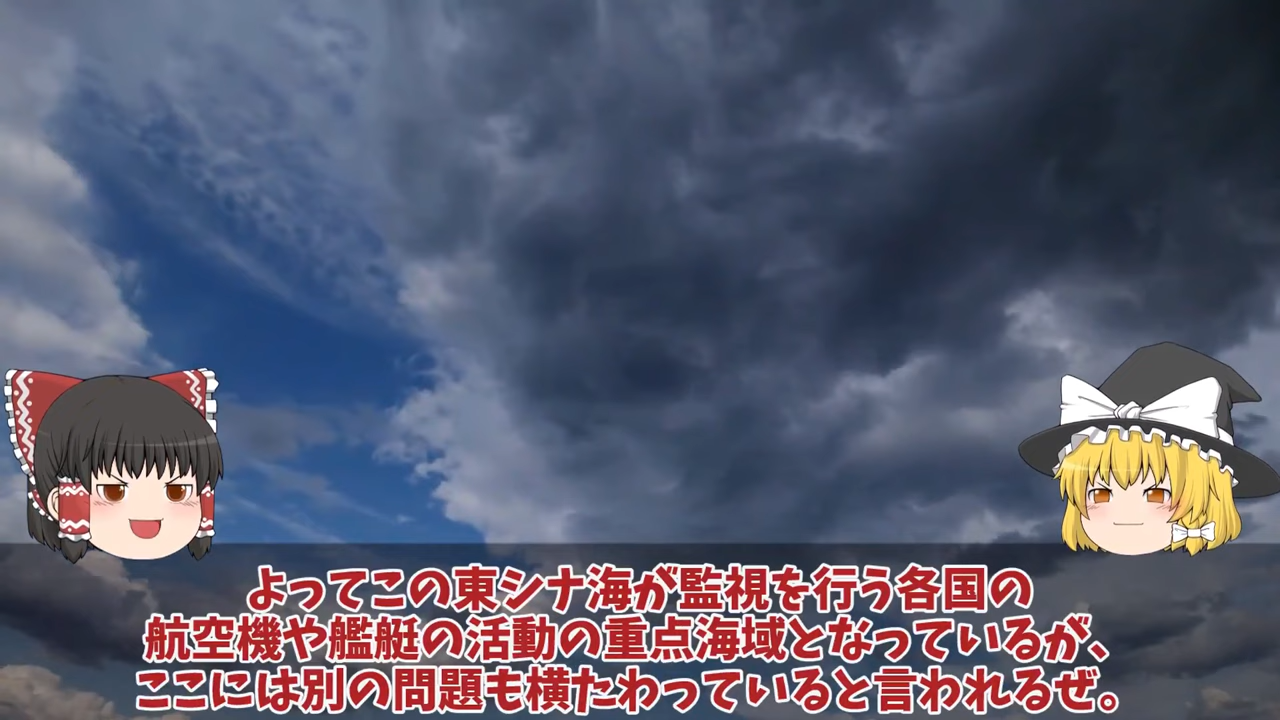 よってこの東シナ海が監視を行う各国の
航空機や艦艇の活動の重点海域となっているが、
ここには別の問題も横たわっていると言われるぜ。